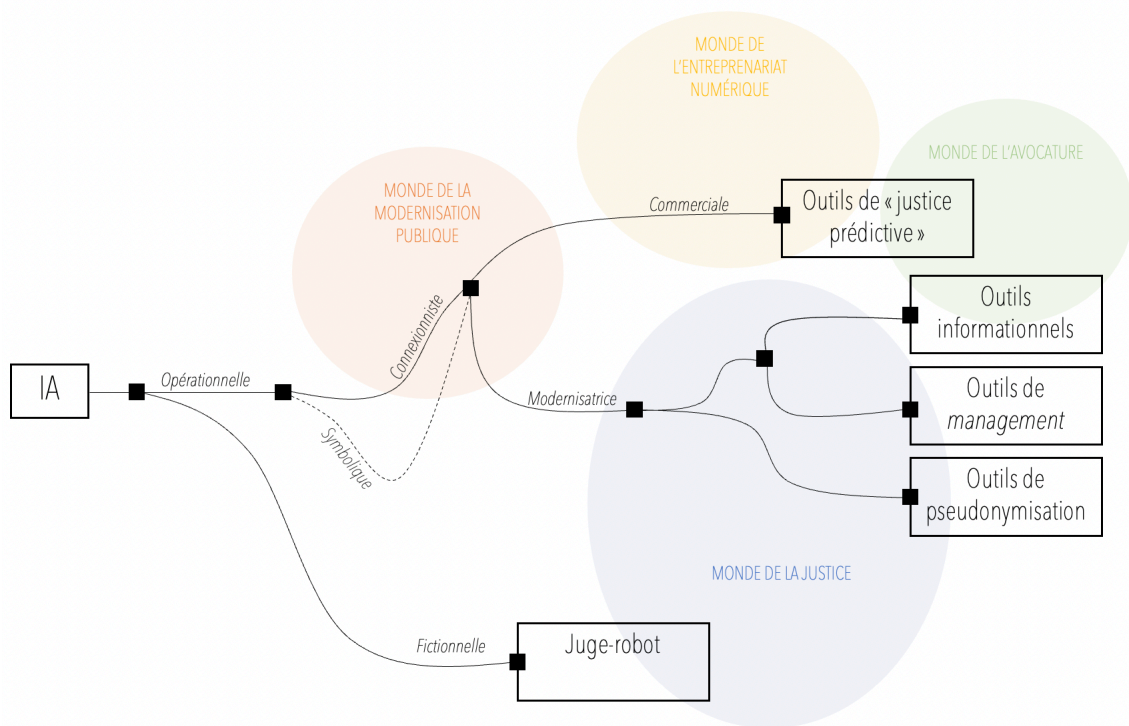 MONDE DE
L'ENTREPRENARIAT
NUMÉRIQUE
MONDE DE L'AVOCATURE
MONDE DE LA
MODERNISATION
PUBLIQUE
Commerciale
Outils de « justice
prédictive »
Connexionniste
Outils
informationnels
IA
Opérationnelle
Modernisatrice
Outils de
management
Symbolique
Outils de
pseudonymisation
MONDE DE LA JUSTICE
Fictionnelle
Juge-robot